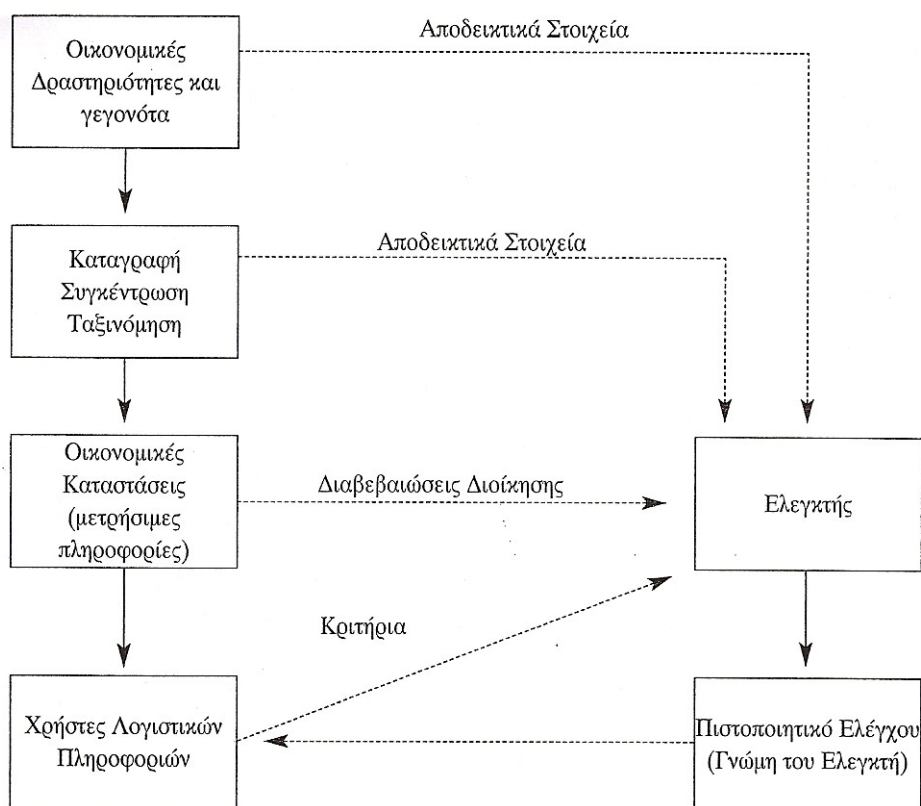 Αποδεικτικά Στοιχεία
Οικονομικές
Δραστηριότητες και
γεγονότα
Αποδεικτικά Στοιχεία
Καταγραφή
Συγκέντρωση
Ταξινόμηση
Οικονομικές
Καταστάσεις
(μετρήσιμες
πληροφορίες)
Διαβεβαιώσεις Διοίκησης
Ελεγκτής
Κριτήρια
Χρήστες Λογιστικών
Πληροφοριών
Πιστοποιητικό Ελέγχου
(Γνώμη του Ελεγκτή)